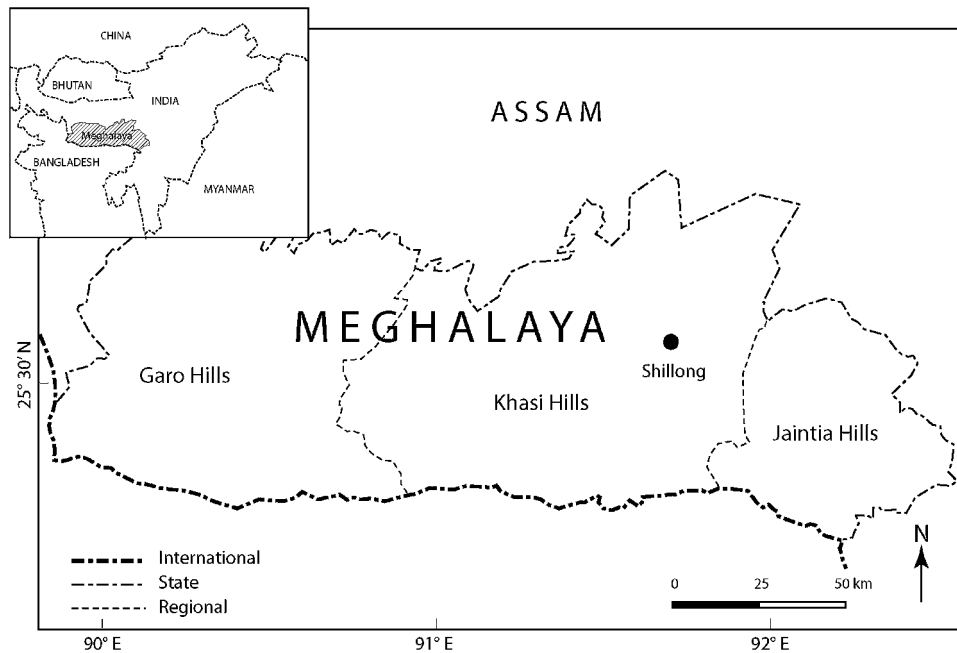 CHINA
BHUTAN
INDIA
Meghalaya
BANGLADESH
MYANMAR
ASSAM
MEGHALAYA
Shillong
Garo Hills
Khasi Hills
Jaintia Hills
25° 30' N
International
State
Regional
N
0 25 50 km
90° E 91° E 92° E